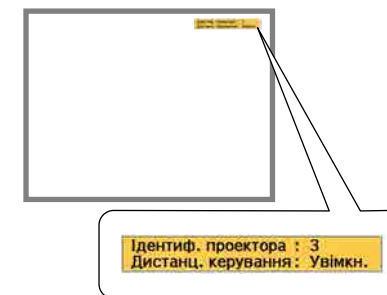 Ідентиф. проектора : 3
Дистанц. керування : Увімкн.